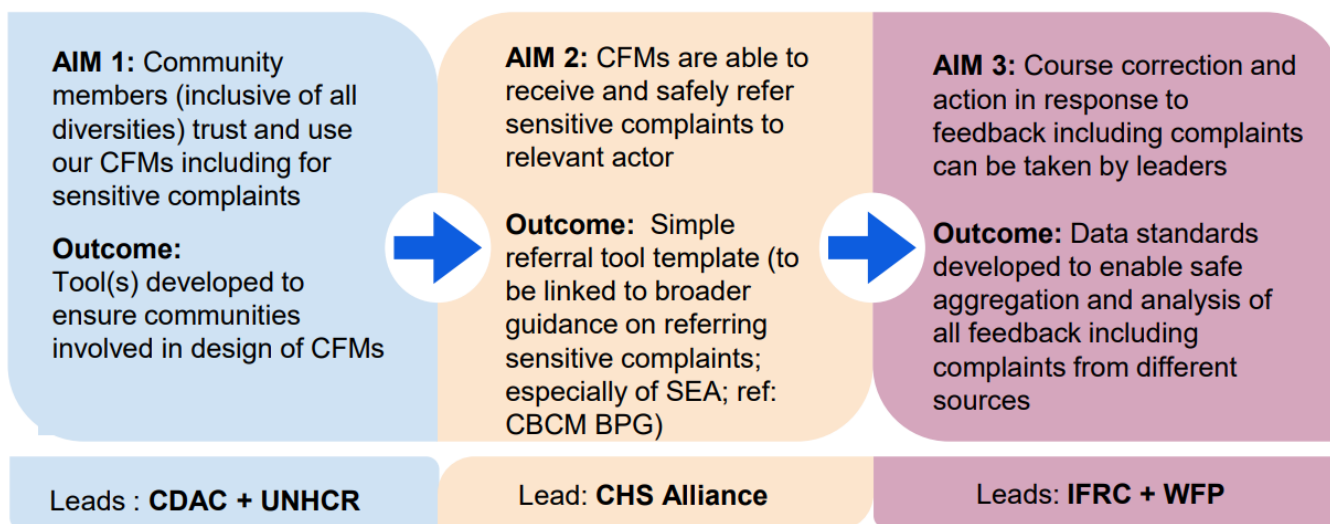 AIM 1: Community
members (inclusive of all
diversities) trust and use
our CFMs including for
sensitive complaints
Outcome:
Tool(s) developed to
ensure communities
involved in design of CFMs
Leads : CDAC + UNHCR
AIM 2: CFMs are able to
receive and safely refer
sensitive complaints to
relevant actor
Outcome:  Simple
referral tool template (to
be linked to broader
guidance on referring
sensitive complaints;
especially of SEA; ref:
CBCM BPG)
Lead: CHS Alliance
AIM 3: Course correction and
action in response to
feedback including complaints
can be taken by leaders
Outcome: Data standards
developed to enable safe
aggregation and analysis of
all feedback including
complaints from different
sources
Leads: IFRC + WFP